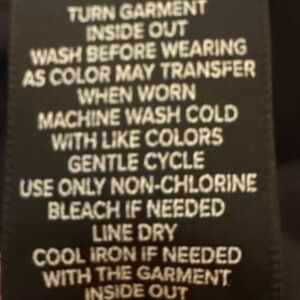 TURN GARMENT
INSIDE OUT
WASH BEFORE WEARING
AS COLOR MAY TRANSFER
WHEN WORN
MACHINE WASH COLD
WITH LIKE COLORS
GENTLE CYCLE
USE ONLY NON-CHLORINE
BLEACH IF NEEDED
LINE DRY
COOL IRON IF NEEDED
WITH THE GARMENT
INSIDE OUT